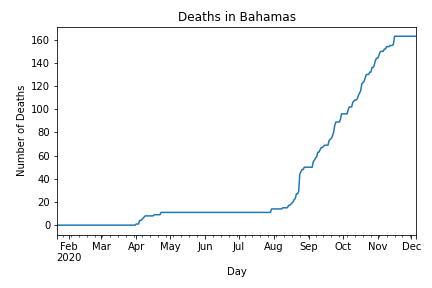 Deaths in Bahamas
Number of Deaths
160
140
120
100
80
60
40
20
0
Feb Mar Apr May Jun Jul Aug Sep Oct Nov Dec
2020
Day